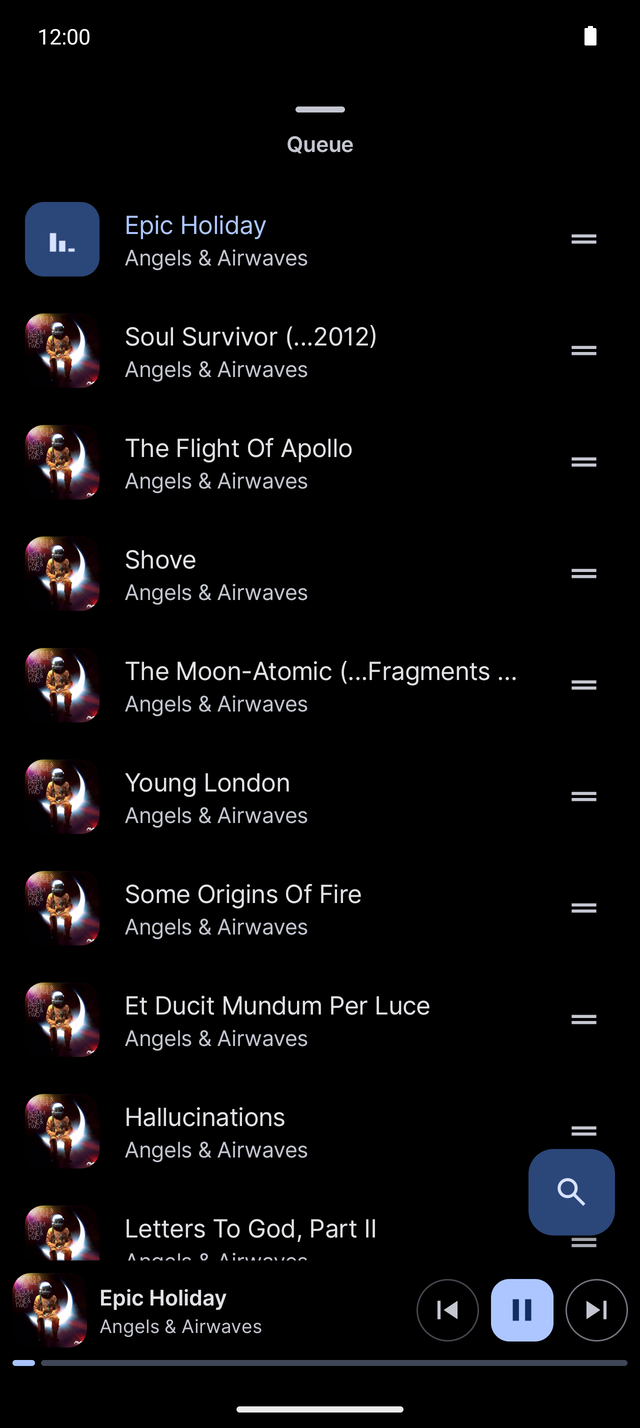 12:00
Queue
Epic Holiday
Angels & Airwaves
Soul Survivor (...2012)
Angels & Airwaves
The Flight Of Apollo
Angels & Airwaves
Shove
Angels & Airwaves
The Moon-Atomic (...Fragments ...
Angels & Airwaves
Young London
Angels & Airwaves
Some Origins Of Fire
Angels & Airwaves
Et Ducit Mundum Per Luce
Angels & Airwaves
Hallucinations
Angels & Airwaves
Letters To God, Part II
Angels & Airwaves
Epic Holiday
Angels & Airwaves